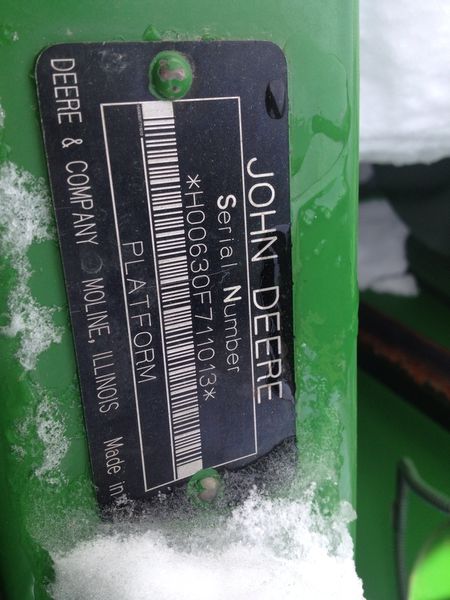 JOHN DEERE
Serial Number
*H00630F711013*
PLATFORM
DEERE & COMPANY MOLINE, ILLINOIS Made in